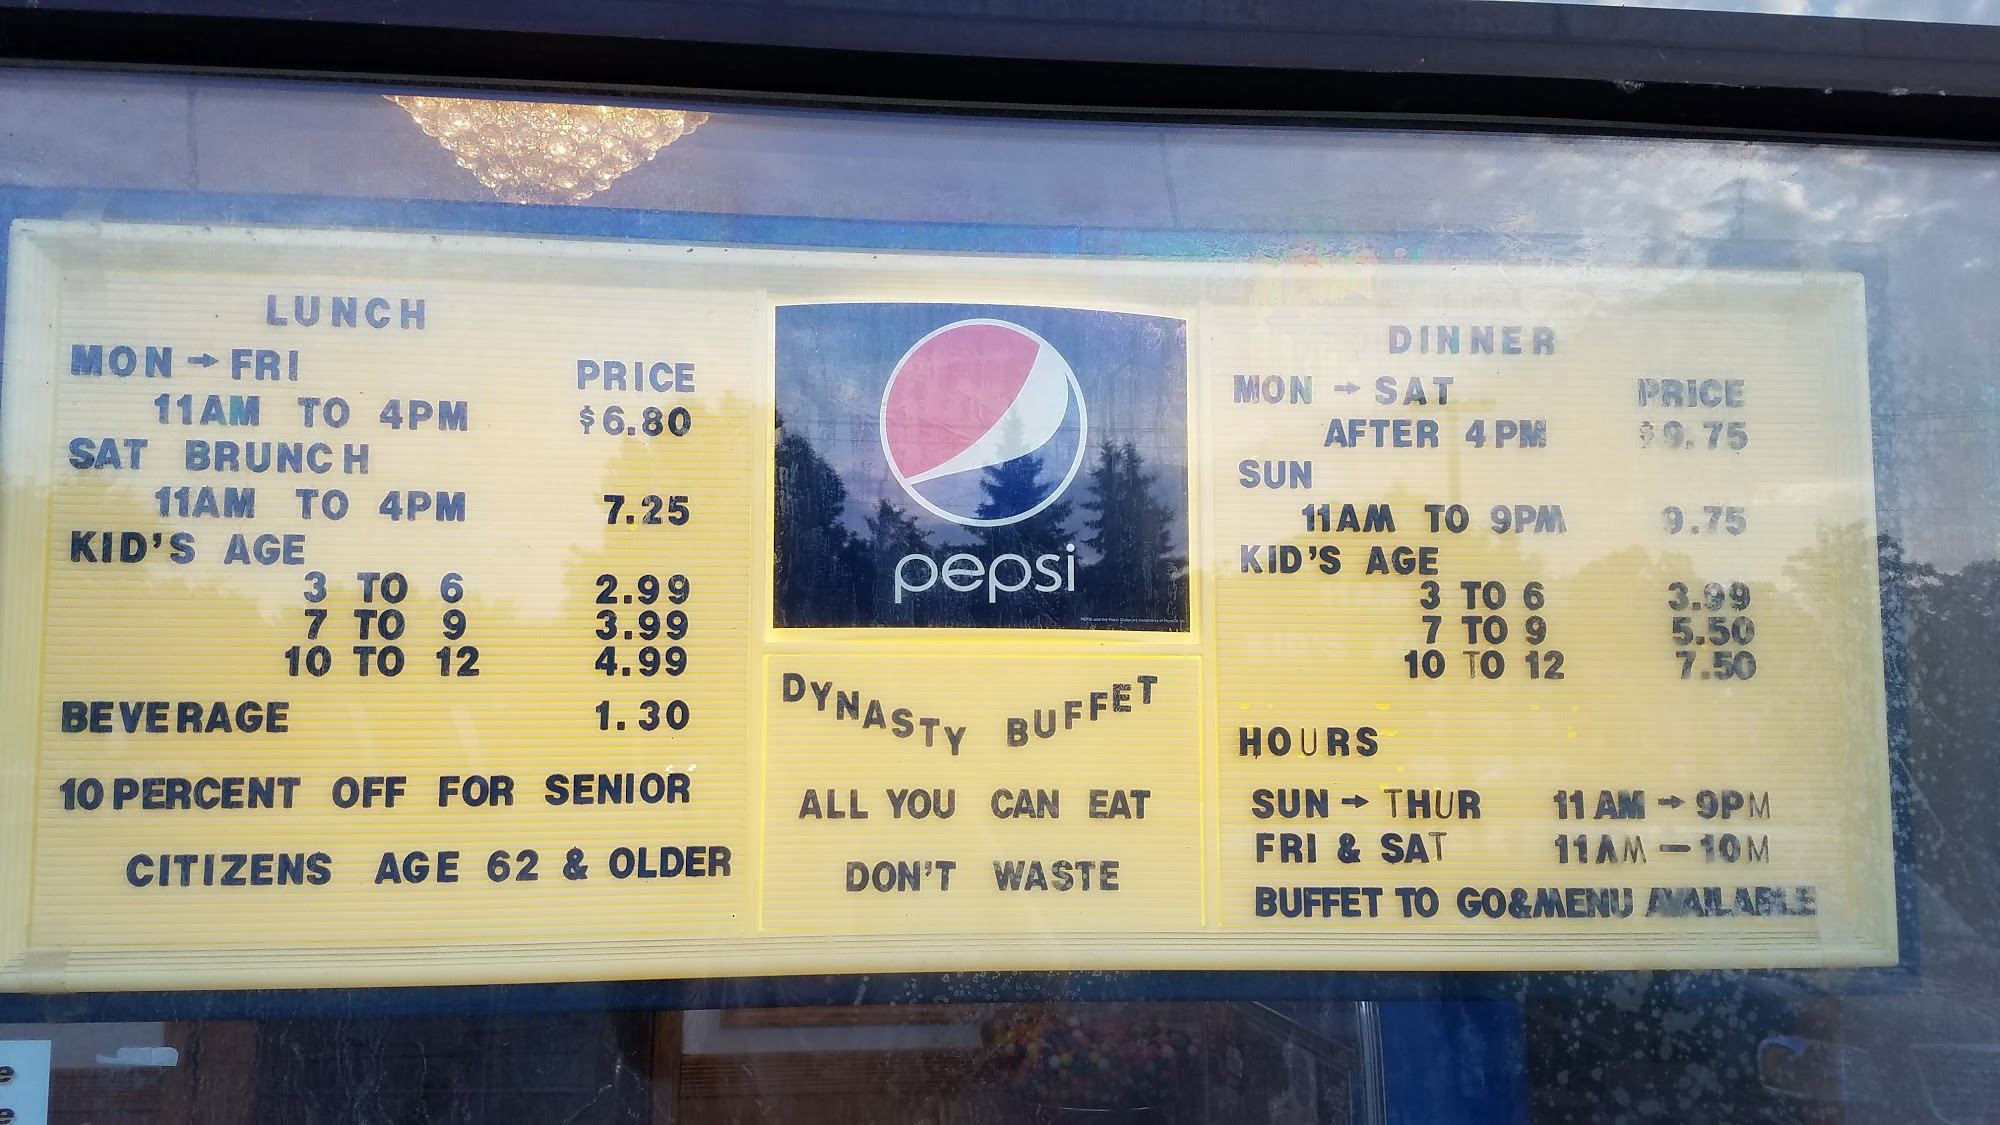 LUNCH
MON → FRI PRICE
11AM TO 4PM $6.80
SAT BRUNCH
11AM TO 4PM 7.25
KID'S AGE
3 TO 6 2.99
7 TO 9 3.99
10 TO 12 4.99
BEVERAGE 1.30
10 PERCENT OFF FOR SENIOR
CITIZENS AGE 62 & OLDER
pepsi
DYNASTY BUFFET
ALL YOU CAN EAT
DON'T WASTE
DINNER
MON → SAT PRICE
AFTER 4PM $9.75
SUN
11AM TO 9PM 9.75
KID'S AGE
3 TO 6 3.99
7 TO 9 5.50
10 TO 12 7.50
HOURS
SUN → THUR 11AM → 9PM
FRI & SAT 11AM — 10M
BUFFET TO GO&MENU AVAILABLE
e
e